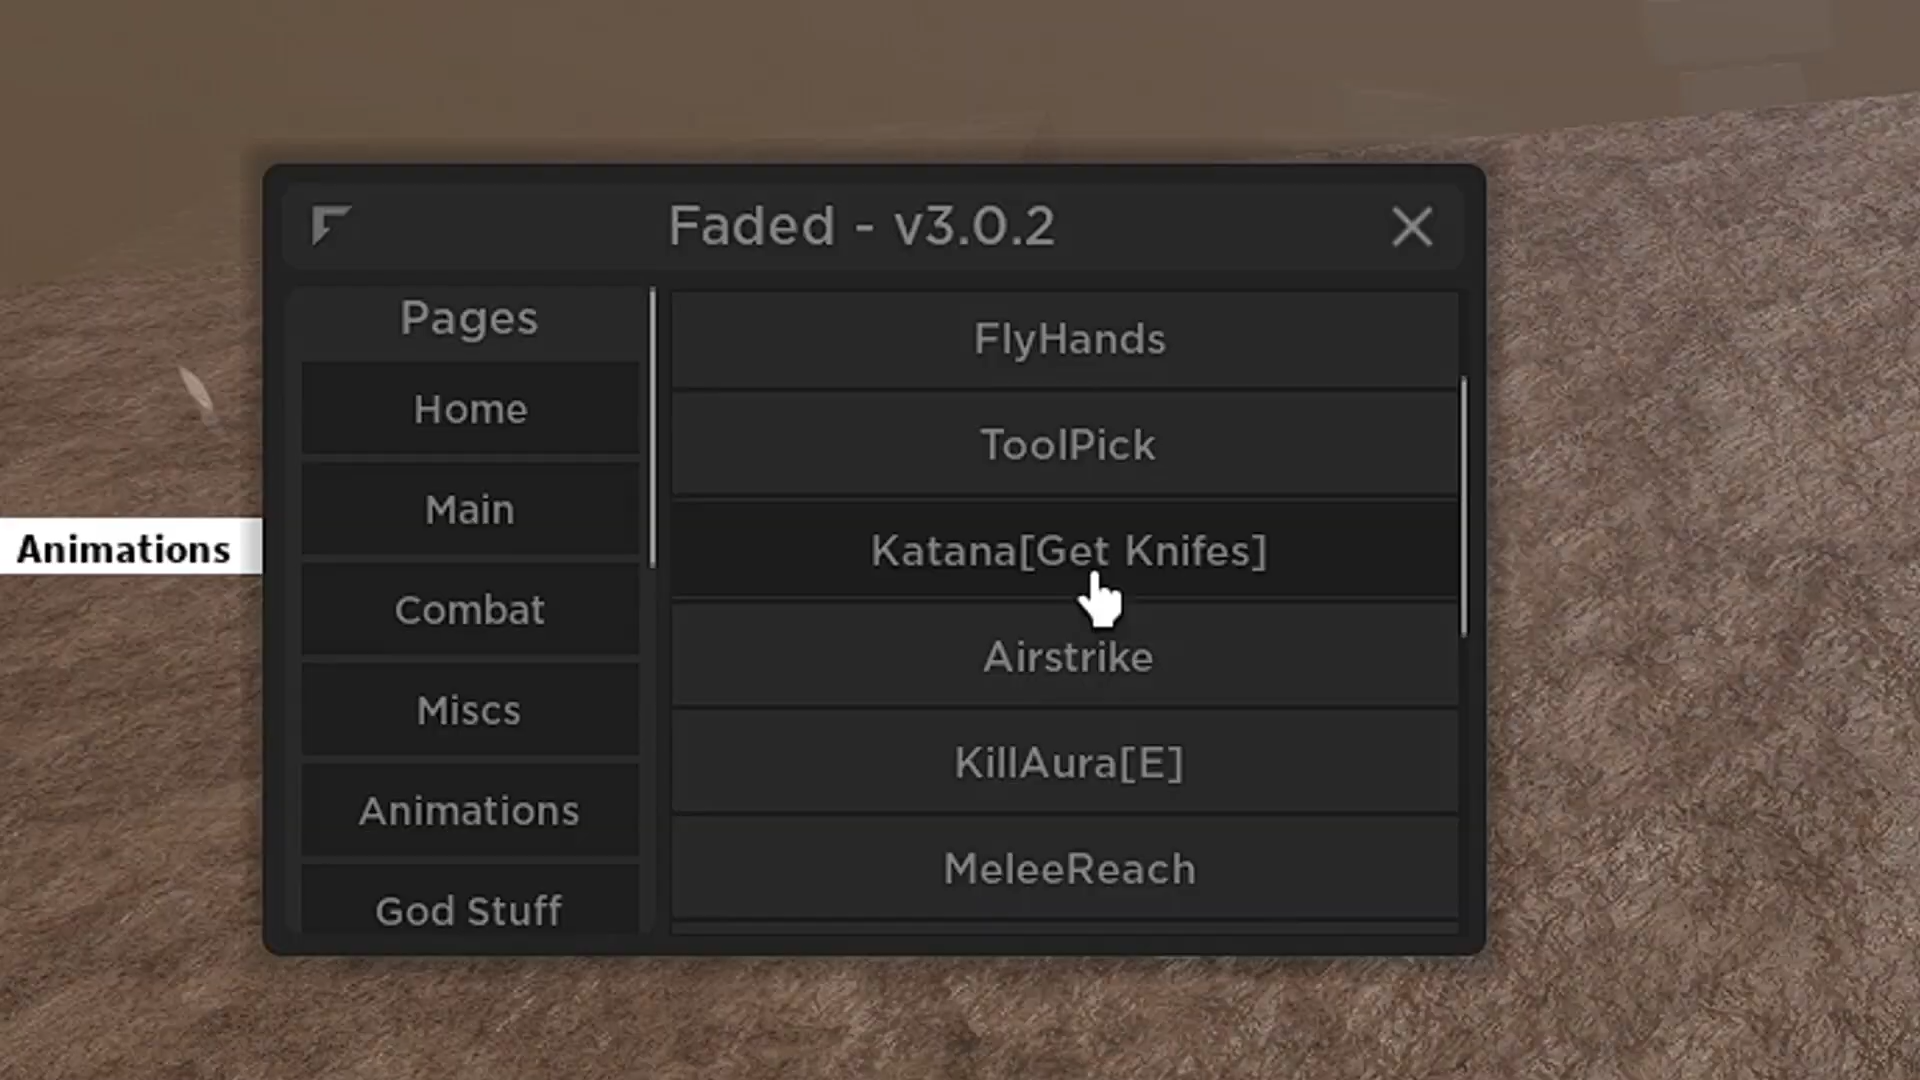 Faded - v3.0.2
Pages
Home
Main
Combat
Miscs
Animations
God Stuff
FlyHands
ToolPick
Katana[Get Knifes]
Airstrike
KillAura[E]
MeleeReach
Animations